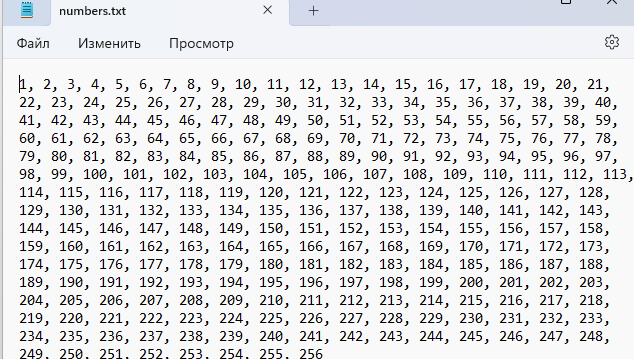 numbers.txt
Файл Изменить Просмотр
1, 2, 3, 4, 5, 6, 7, 8, 9, 10, 11, 12, 13, 14, 15, 16, 17, 18, 19, 20, 21,
22, 23, 24, 25, 26, 27, 28, 29, 30, 31, 32, 33, 34, 35, 36, 37, 38, 39, 40,
41, 42, 43, 44, 45, 46, 47, 48, 49, 50, 51, 52, 53, 54, 55, 56, 57, 58, 59,
60, 61, 62, 63, 64, 65, 66, 67, 68, 69, 70, 71, 72, 73, 74, 75, 76, 77, 78,
79, 80, 81, 82, 83, 84, 85, 86, 87, 88, 89, 90, 91, 92, 93, 94, 95, 96, 97,
98, 99, 100, 101, 102, 103, 104, 105, 106, 107, 108, 109, 110, 111, 112, 113,
114, 115, 116, 117, 118, 119, 120, 121, 122, 123, 124, 125, 126, 127, 128,
129, 130, 131, 132, 133, 134, 135, 136, 137, 138, 139, 140, 141, 142, 143,
144, 145, 146, 147, 148, 149, 150, 151, 152, 153, 154, 155, 156, 157, 158,
159, 160, 161, 162, 163, 164, 165, 166, 167, 168, 169, 170, 171, 172, 173,
174, 175, 176, 177, 178, 179, 180, 181, 182, 183, 184, 185, 186, 187, 188,
189, 190, 191, 192, 193, 194, 195, 196, 197, 198, 199, 200, 201, 202, 203,
204, 205, 206, 207, 208, 209, 210, 211, 212, 213, 214, 215, 216, 217, 218,
219, 220, 221, 222, 223, 224, 225, 226, 227, 228, 229, 230, 231, 232, 233,
234, 235, 236, 237, 238, 239, 240, 241, 242, 243, 244, 245, 246, 247, 248,
249, 250, 251, 252, 253, 254, 255, 256